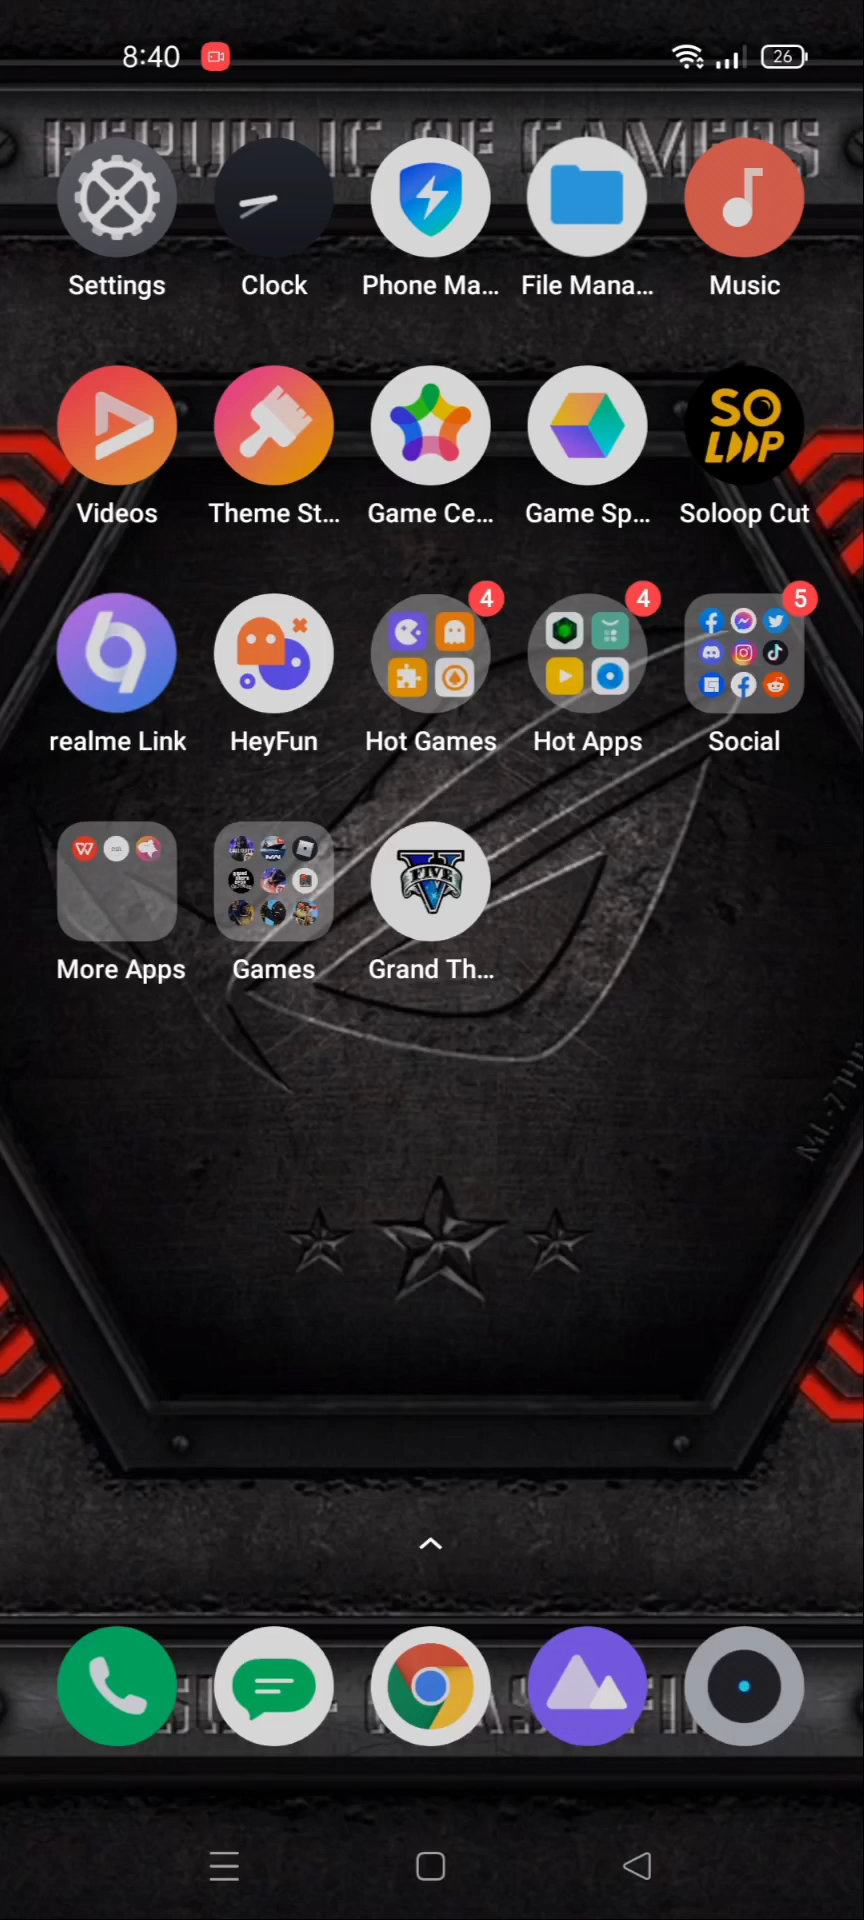 8:40
26
REPUBLIC OF GAMERS
Settings
Clock
Phone Ma...
File Mana...
Music
SO
LOOP
Videos
Theme St...
Game Ce...
Game Sp...
Soloop Cut
4
4
5
realme Link
HeyFun
Hot Games
Hot Apps
Social
FIVE
More Apps
Games
Grand Th...